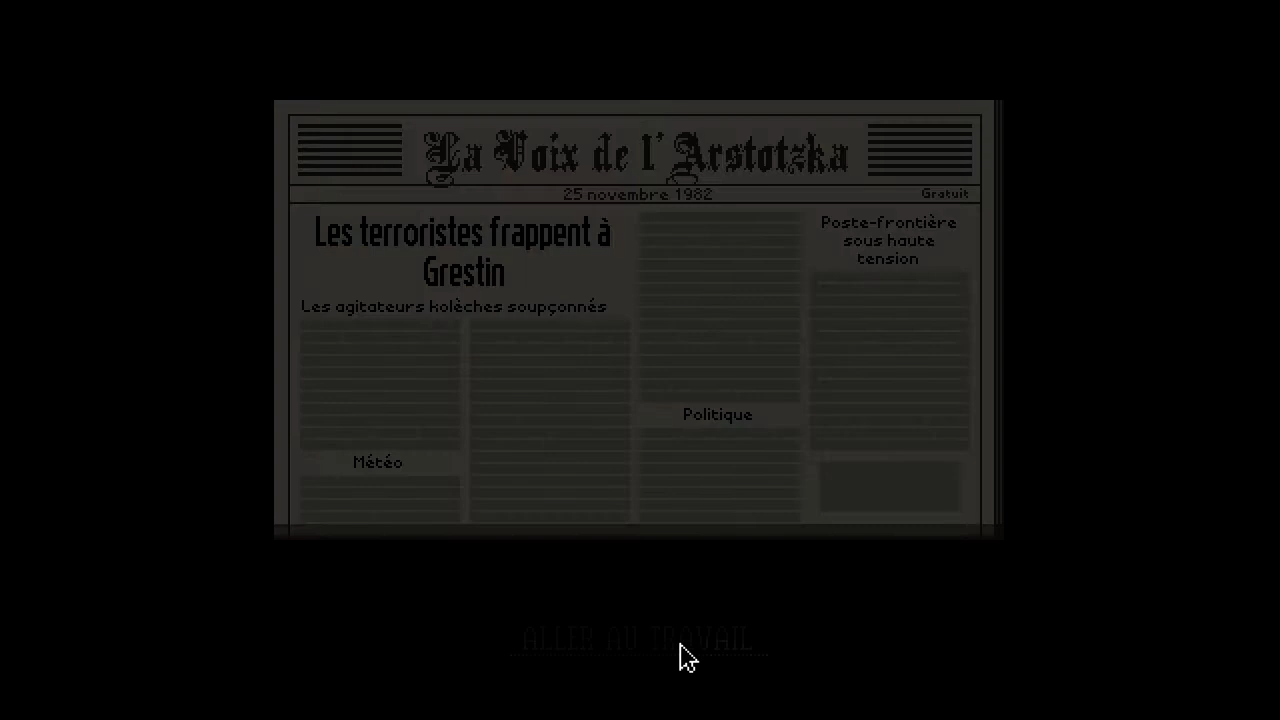 La Voix de l'Arstotzka
25 novembre 1982
Gratuit
Les terroristes frappent à
Grestin
Les agitateurs kolèches soupçonnés
Météo
Politique
Poste-frontière
sous haute
tension
ALLER AU TRAVAIL